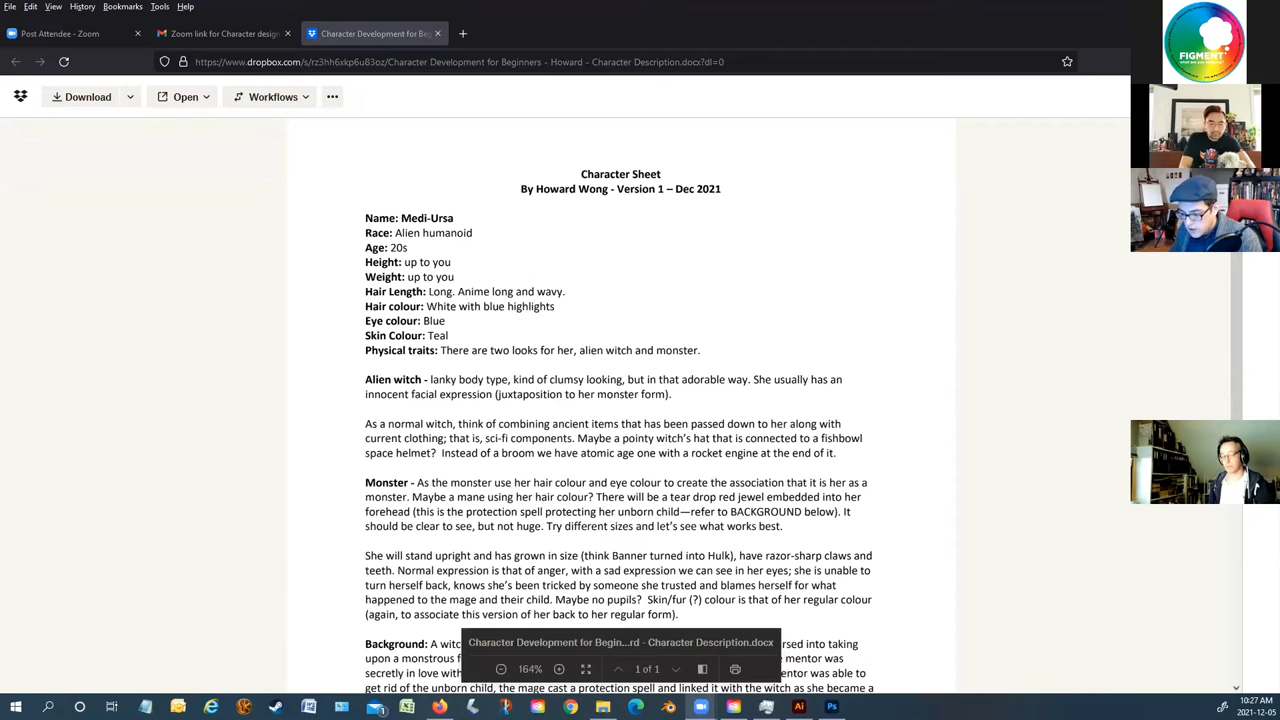 File Edit View History Bookmarks Tools Help
Post Attendee - Zoom
Zoom link for Character design
Character Development for Beg
https://www.dropbox.com/s/rz3hh6xkp6u83oz/Character Development for Beginners - Howard - Character Description.docx?dl=0
FIGMENT
Download Open Workflows
Character Sheet
By Howard Wong - Version 1 – Dec 2021
Name: Medi-Ursa
Race: Alien humanoid
Age: 20s
Height: up to you
Weight: up to you
Hair Length: Long. Anime long and wavy.
Hair colour: White with blue highlights
Eye colour: Blue
Skin Colour: Teal
Physical traits: There are two looks for her, alien witch and monster.
Alien witch - lanky body type, kind of clumsy looking, but in that adorable way. She usually has an
innocent facial expression (juxtaposition to her monster form).
As a normal witch, think of combining ancient items that has been passed down to her along with
current clothing; that is, sci-fi components. Maybe a pointy witch's hat that is connected to a fishbowl
space helmet? Instead of a broom we have atomic age one with a rocket engine at the end of it.
Monster - As the monster use her hair colour and eye colour to create the association that it is her as a
monster. Maybe a mane using her hair colour? There will be a tear drop red jewel embedded into her
forehead (this is the protection spell protecting her unborn child—refer to BACKGROUND below). It
should be clear to see, but not huge. Try different sizes and let's see what works best.
She will stand upright and has grown in size (think Banner turned into Hulk), have razor-sharp claws and
teeth. Normal expression is that of anger, with a sad expression we can see in her eyes; she is unable to
turn herself back, knows she's been tricked by someone she trusted and blames herself for what
happened to the mage and their child. Maybe no pupils? Skin/fur (?) colour is that of her regular colour
(again, to associate this version of her back to her regular form).
Background: A witc rsed into taking
upon a monstrous f mentor was
secretly in love with entor was able to
get rid of the unborn child, the mage cast a protection spell and linked it with the witch as she became a
Character Development for Begin...rd - Character Description.docx
164% 1 of 1
10:27 AM
2021-12-05